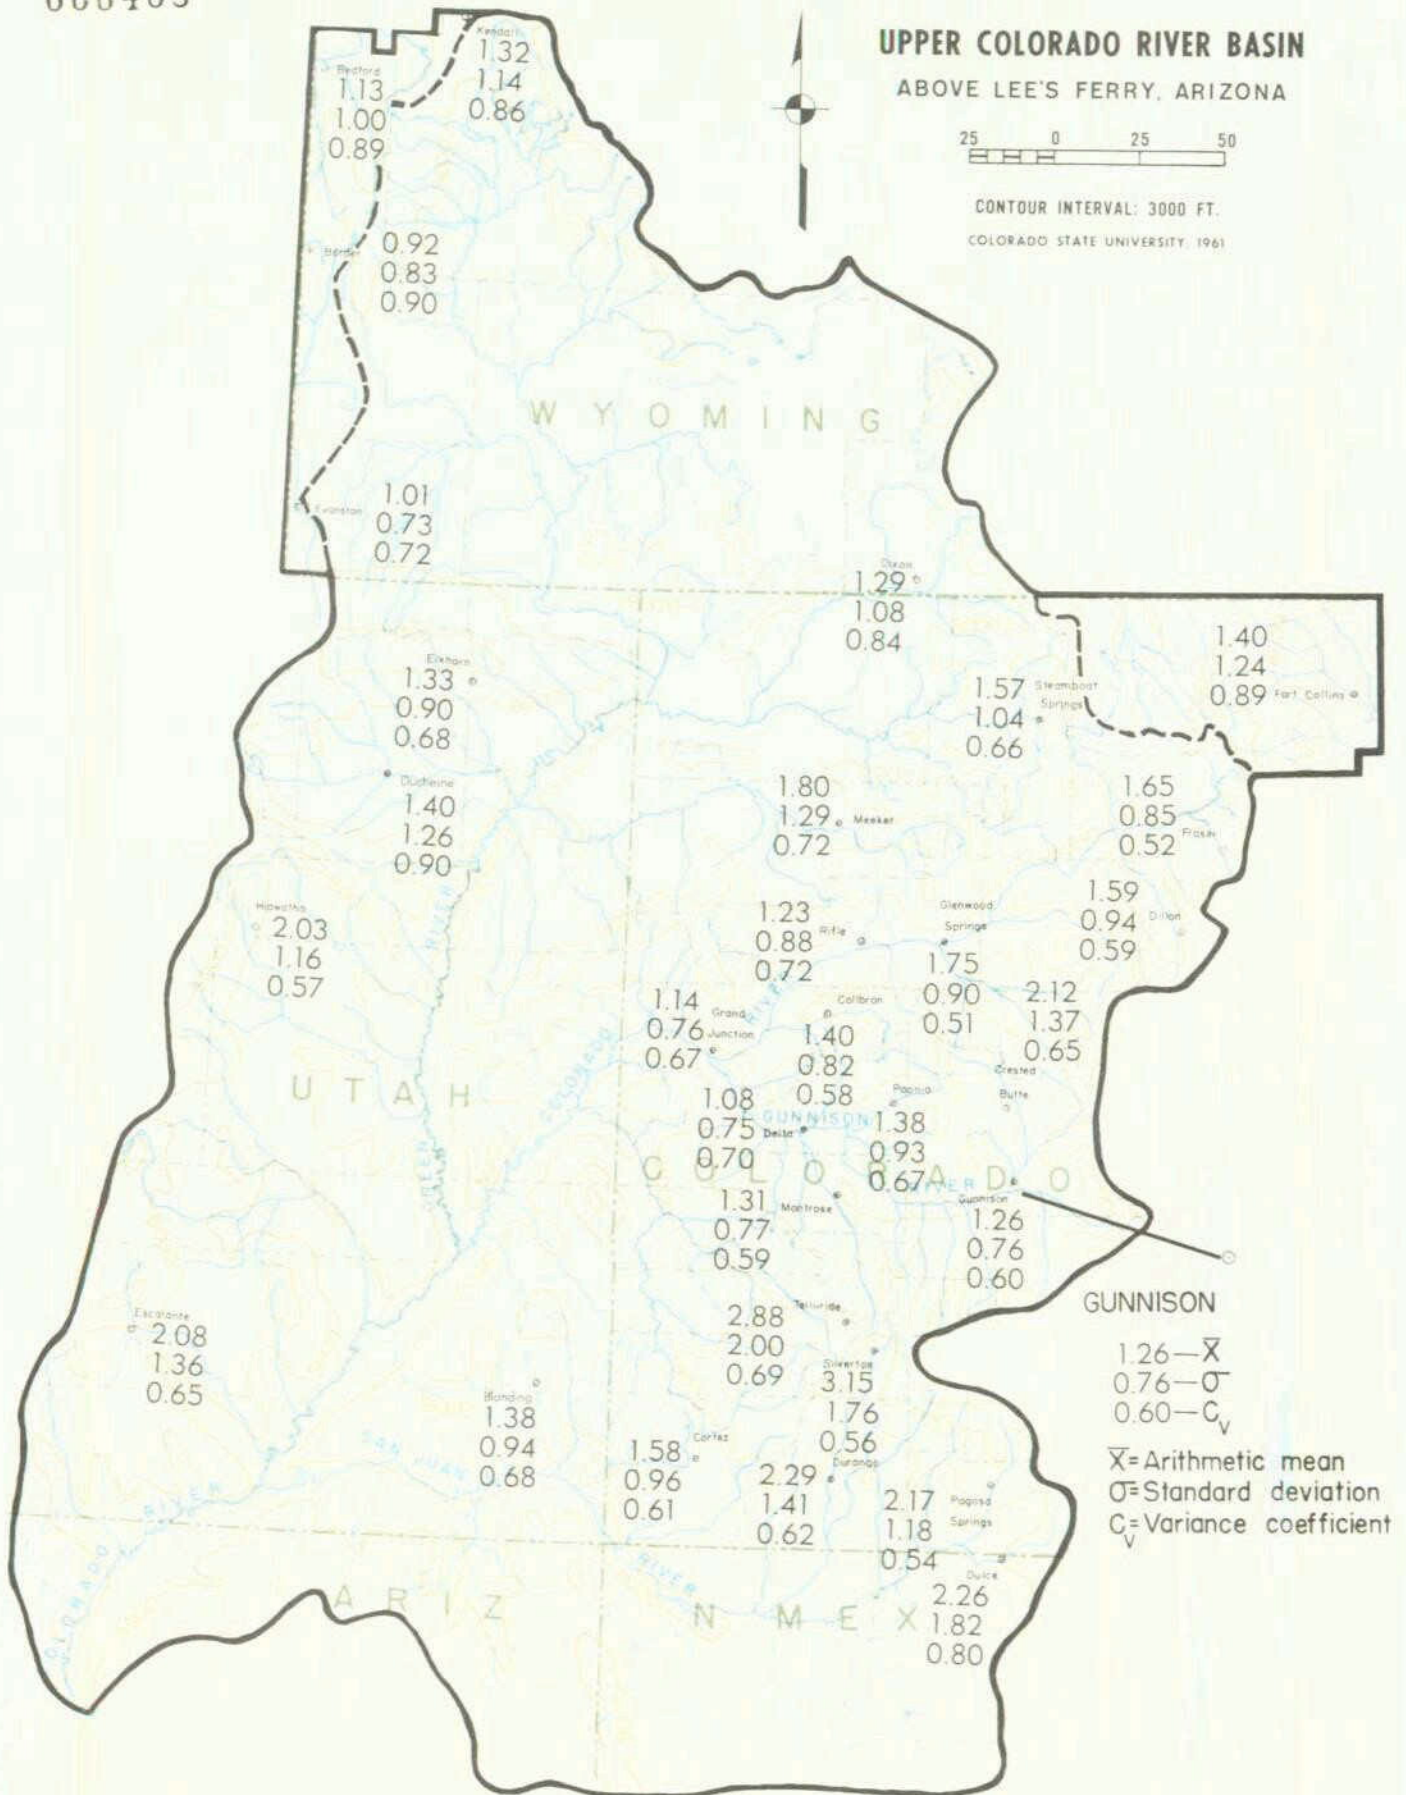 UPPER COLORADO RIVER BASIN
ABOVE LEE'S FERRY, ARIZONA
25 0 25 50
CONTOUR INTERVAL: 3000 FT.
COLORADO STATE UNIVERSITY, 1961
Kendall
1.32
1.14
0.86
Bedford
1.13
1.00
0.89
Border
0.92
0.83
0.90
WYOMING
Evanston
1.01
0.73
0.72
Dixon
1.29
1.08
0.84
1.40
1.24
0.89 Fort Collins
Elkhorn
1.33
0.90
0.68
1.57 Steamboat
1.04 Springs
0.66
Duchesne
1.40
1.26
0.90
1.80
1.29 Meeker
0.72
1.65
0.85
0.52 Fraser
Hiawatha
2.03
1.16
0.57
GREEN RIVER
1.23
0.88 Rifle
0.72
Glenwood
Springs
1.75
0.90
0.51
1.59
0.94 Dillon
0.59
1.14
0.76 Grand
0.67 Junction
Collbran
1.40
0.82
0.58
2.12
1.37
0.65
Crested
Butte
UTAH
COLORADO RIVER
1.08
0.75 Delta
0.70
GUNNISON RIVER
Paonia
1.38
0.93
0.67
COLORADO
1.31 Montrose
0.77
0.59
Gunnison
1.26
0.76
0.60
Escalante
2.08
1.36
0.65
2.88 Telluride
2.00
0.69
Silverton
3.15
1.76
0.56
Blanding
1.38
0.94
0.68
Cortez
1.58
0.96
0.61
Durango
2.29
1.41
0.62
2.17 Pagosa
1.18 Springs
0.54
SAN JUAN RIVER
COLORADO RIVER
Dulce
2.26
1.82
0.80
ARIZ
N MEX
GUNNISON
1.26—X̅
0.76—σ
0.60—Cv
X̅=Arithmetic mean
σ=Standard deviation
Cv=Variance coefficient